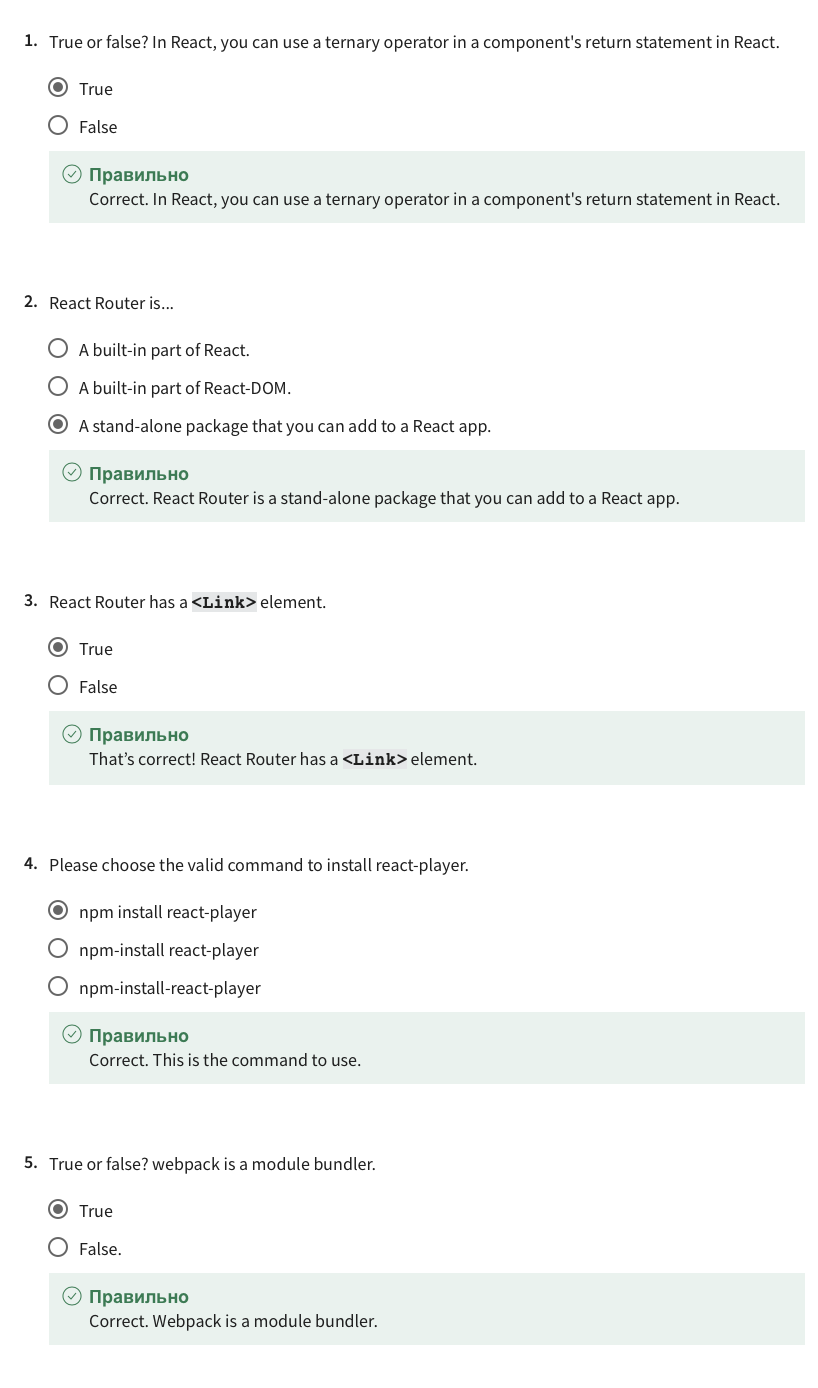 1. True or false? In React, you can use a ternary operator in a component's return statement in React.
True
False
Правильно
Correct. In React, you can use a ternary operator in a component's return statement in React.
2. React Router is...
A built-in part of React.
A built-in part of React-DOM.
A stand-alone package that you can add to a React app.
Правильно
Correct. React Router is a stand-alone package that you can add to a React app.
3. React Router has a <Link> element.
True
False
Правильно
That’s correct! React Router has a <Link> element.
4. Please choose the valid command to install react-player.
npm install react-player
npm-install react-player
npm-install-react-player
Правильно
Correct. This is the command to use.
5. True or false? webpack is a module bundler.
True
False.
Правильно
Correct. Webpack is a module bundler.